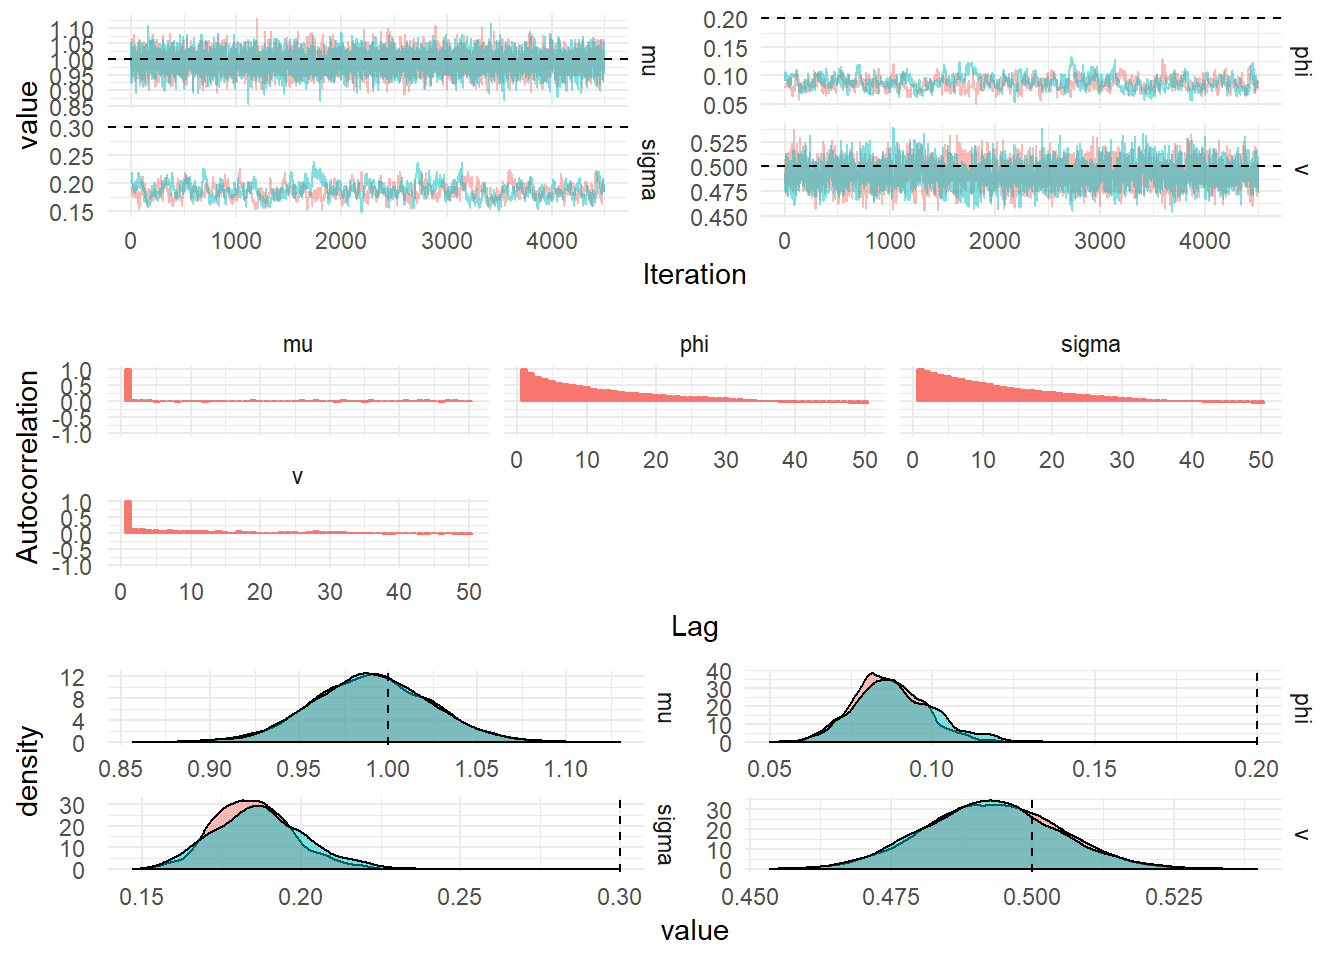 value
1.10
1.05
1.00
0.95
0.90
0.85
mu
0.20
0.15
0.10
0.05
phi
0.30
0.25
0.20
0.15
sigma
0.525
0.500
0.475
0.450
v
0 1000 2000 3000 4000
0 1000 2000 3000 4000
Iteration
Autocorrelation
mu phi sigma
1.0
0.5
0.0
-0.5
-1.0
0 10 20 30 40 50
0 10 20 30 40 50
v
1.0
0.5
0.0
-0.5
-1.0
0 10 20 30 40 50
Lag
density
12
8
4
0
mu
0.85 0.90 0.95 1.00 1.05 1.10
40
30
20
10
0
phi
0.05 0.10 0.15 0.20
30
20
10
0
sigma
0.15 0.20 0.25 0.30
30
20
10
0
v
0.450 0.475 0.500 0.525
value